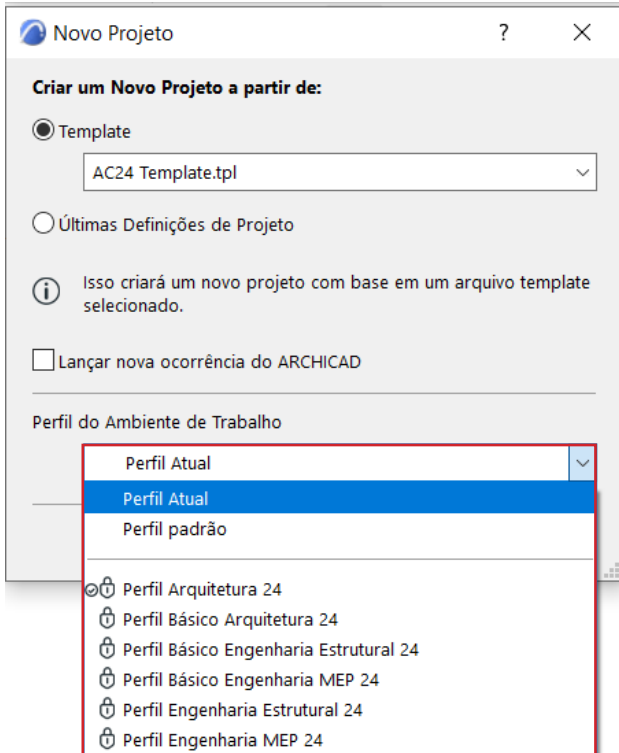 Novo Projeto ?
Criar um Novo Projeto a partir de:
Template
AC24 Template.tpl
Últimas Definições de Projeto
Isso criará um novo projeto com base em um arquivo template
selecionado.
Lançar nova ocorrência do ARCHICAD
Perfil do Ambiente de Trabalho
Perfil Atual
Perfil Atual
Perfil padrão
Perfil Arquitetura 24
Perfil Básico Arquitetura 24
Perfil Básico Engenharia Estrutural 24
Perfil Básico Engenharia MEP 24
Perfil Engenharia Estrutural 24
Perfil Engenharia MEP 24